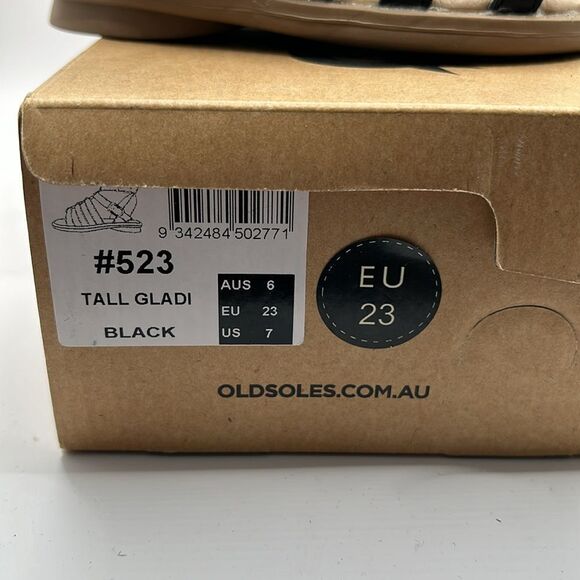 9 342484 502771
#523
TALL GLADI
BLACK
AUS 6
EU 23
US 7
EU
23
OLDSOLES.COM.AU